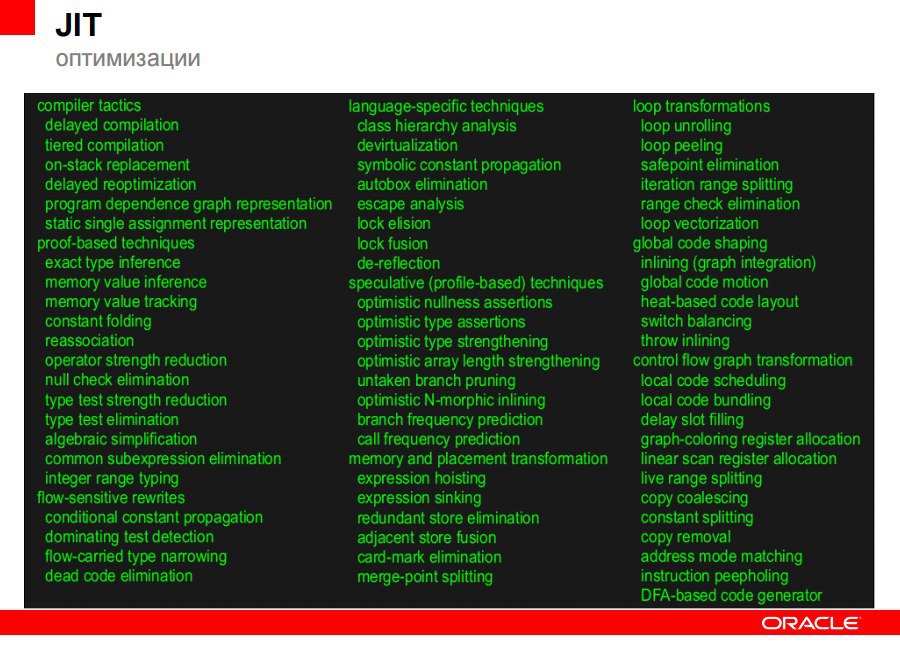 JIT
оптимизации
compiler tactics
delayed compilation
tiered compilation
on-stack replacement
delayed reoptimization
program dependence graph representation
static single assignment representation
proof-based techniques
exact type inference
memory value inference
memory value tracking
constant folding
reassociation
operator strength reduction
null check elimination
type test strength reduction
type test elimination
algebraic simplification
common subexpression elimination
integer range typing
flow-sensitive rewrites
conditional constant propagation
dominating test detection
flow-carried type narrowing
dead code elimination
language-specific techniques
class hierarchy analysis
devirtualization
symbolic constant propagation
autobox elimination
escape analysis
lock elision
lock fusion
de-reflection
speculative (profile-based) techniques
optimistic nullness assertions
optimistic type assertions
optimistic type strengthening
optimistic array length strengthening
untaken branch pruning
optimistic N-morphic inlining
branch frequency prediction
call frequency prediction
memory and placement transformation
expression hoisting
expression sinking
redundant store elimination
adjacent store fusion
card-mark elimination
merge-point splitting
loop transformations
loop unrolling
loop peeling
safepoint elimination
iteration range splitting
range check elimination
loop vectorization
global code shaping
inlining (graph integration)
global code motion
heat-based code layout
switch balancing
throw inlining
control flow graph transformation
local code scheduling
local code bundling
delay slot filling
graph-coloring register allocation
linear scan register allocation
live range splitting
copy coalescing
constant splitting
copy removal
address mode matching
instruction peepholing
DFA-based code generator
ORACLE